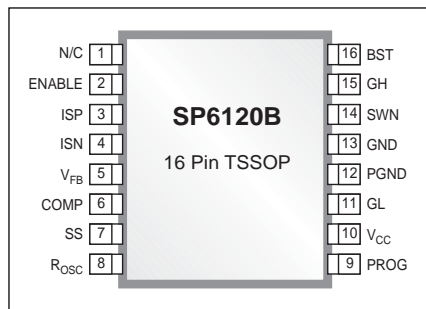 N/C 1
ENABLE 2
ISP 3
ISN 4
VFB 5
COMP 6
SS 7
ROSC 8
SP6120B
16 Pin TSSOP
16 BST
15 GH
14 SWN
13 GND
12 PGND
11 GL
10 VCC
9 PROG